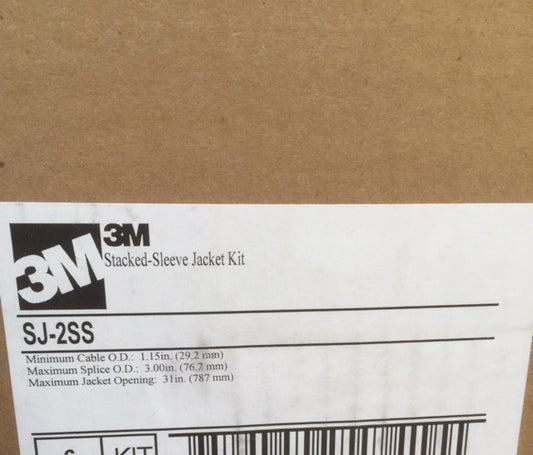 3M
3M
Stacked-Sleeve Jacket Kit
SJ-2SS
Minimum Cable O.D.: 1.15in. (29.2 mm)
Maximum Splice O.D.: 3.00in. (76.2 mm)
Maximum Jacket Opening: 31in. (787 mm)
KIT